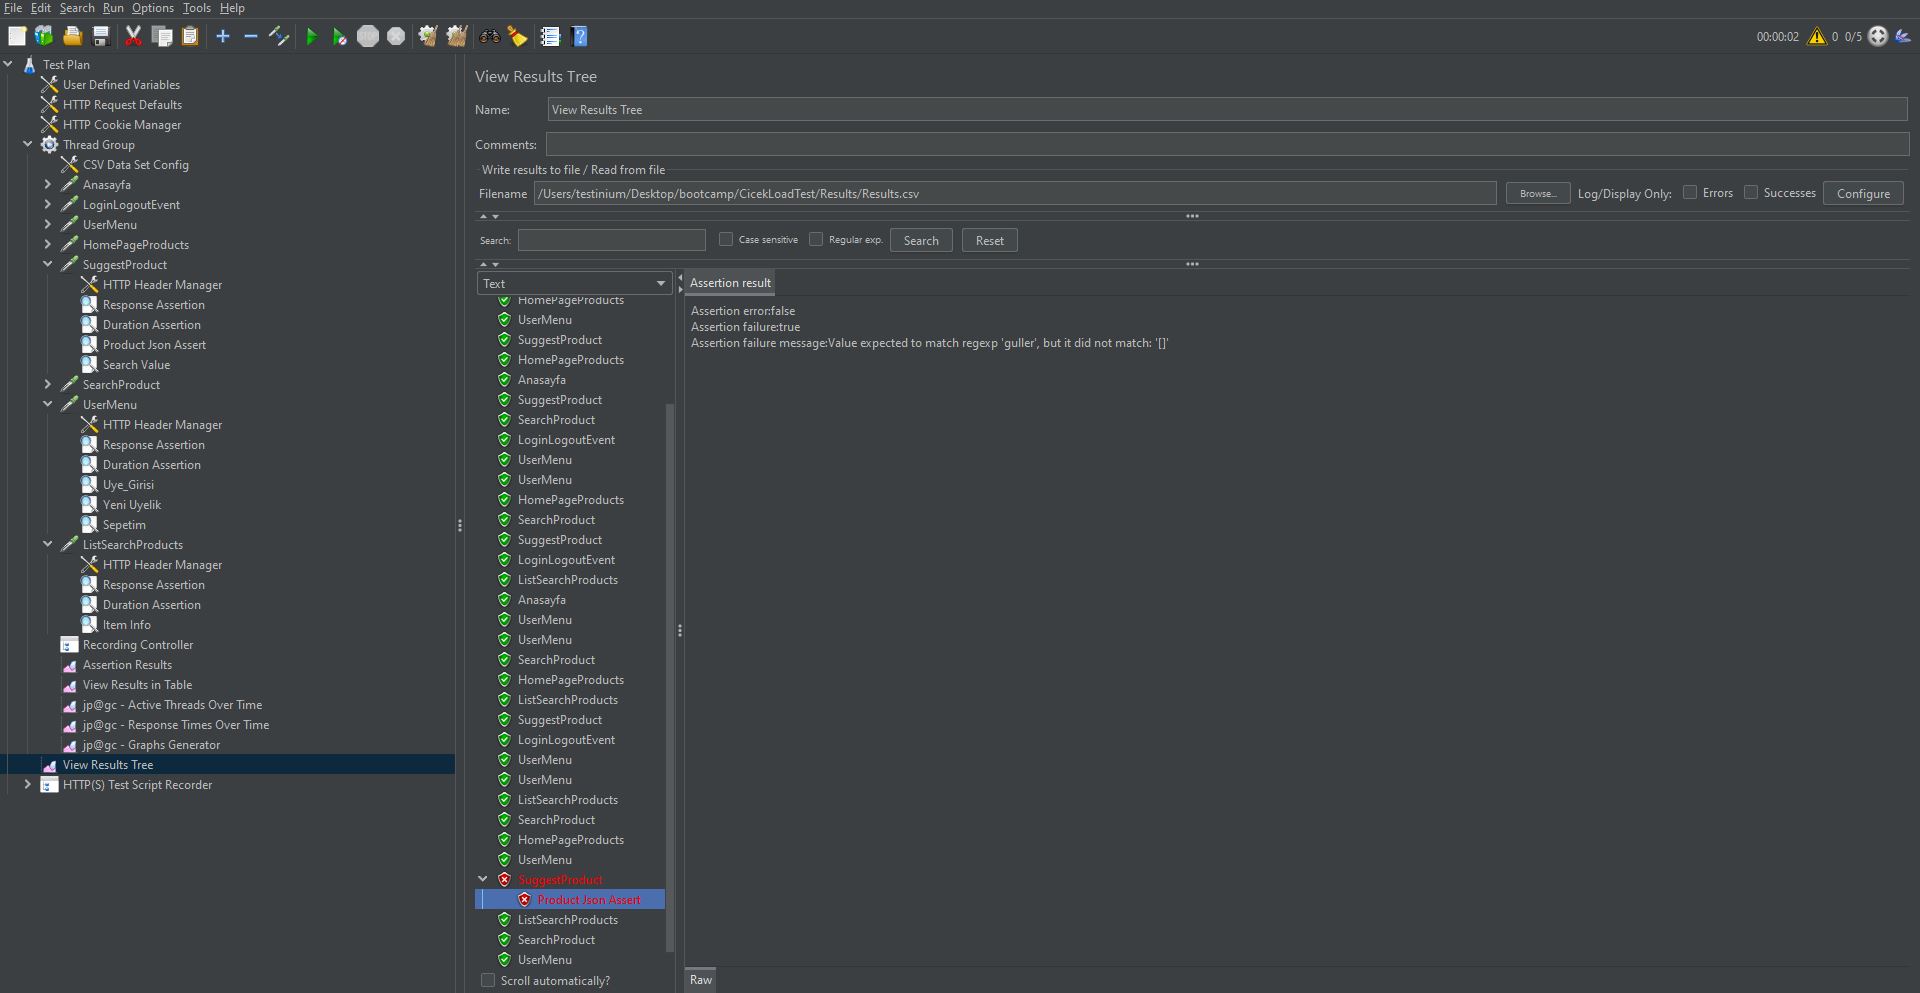 File Edit Search Run Options Tools Help
00:00:02 0 0/5
Test Plan
User Defined Variables
HTTP Request Defaults
HTTP Cookie Manager
Thread Group
CSV Data Set Config
Anasayfa
LoginLogoutEvent
UserMenu
HomePageProducts
SuggestProduct
HTTP Header Manager
Response Assertion
Duration Assertion
Product Json Assert
Search Value
SearchProduct
UserMenu
HTTP Header Manager
Response Assertion
Duration Assertion
Uye_Girisi
Yeni Uyelik
Sepetim
ListSearchProducts
HTTP Header Manager
Response Assertion
Duration Assertion
Item Info
Recording Controller
Assertion Results
View Results in Table
jp@gc - Active Threads Over Time
jp@gc - Response Times Over Time
jp@gc - Graphs Generator
View Results Tree
HTTP(S) Test Script Recorder
View Results Tree
Name: View Results Tree
Comments:
Write results to file / Read from file
Filename /Users/testinium/Desktop/bootcamp/CicekLoadTest/Results/Results.csv Browse... Log/Display Only: Errors Successes Configure
Search: Case sensitive Regular exp. Search Reset
Text
HomePageProducts
UserMenu
SuggestProduct
HomePageProducts
Anasayfa
SuggestProduct
SearchProduct
LoginLogoutEvent
UserMenu
UserMenu
HomePageProducts
SearchProduct
SuggestProduct
LoginLogoutEvent
ListSearchProducts
Anasayfa
UserMenu
UserMenu
SearchProduct
HomePageProducts
ListSearchProducts
SuggestProduct
LoginLogoutEvent
UserMenu
UserMenu
ListSearchProducts
SearchProduct
HomePageProducts
UserMenu
SuggestProduct
Product Json Assert
ListSearchProducts
SearchProduct
UserMenu
Scroll automatically?
Assertion result
Assertion error:false
Assertion failure:true
Assertion failure message:Value expected to match regexp 'guller', but it did not match: '[]'
Raw